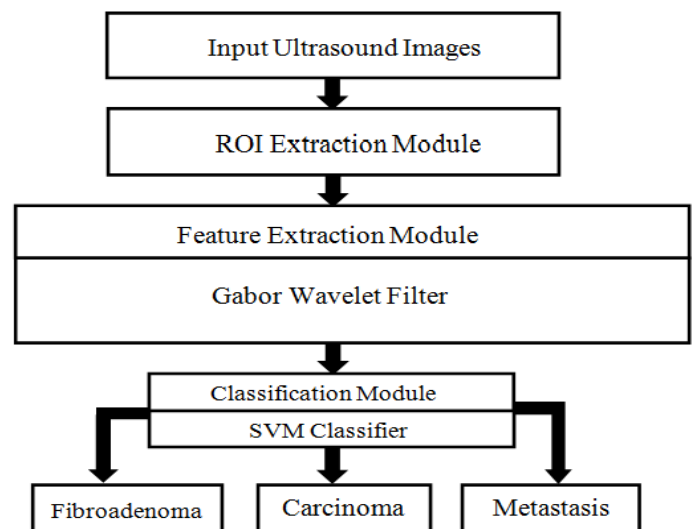 Input Ultrasound Images
ROI Extraction Module
Feature Extraction Module
Gabor Wavelet Filter
Classification Module
SVM Classifier
Fibroadenoma
Carcinoma
Metastasis